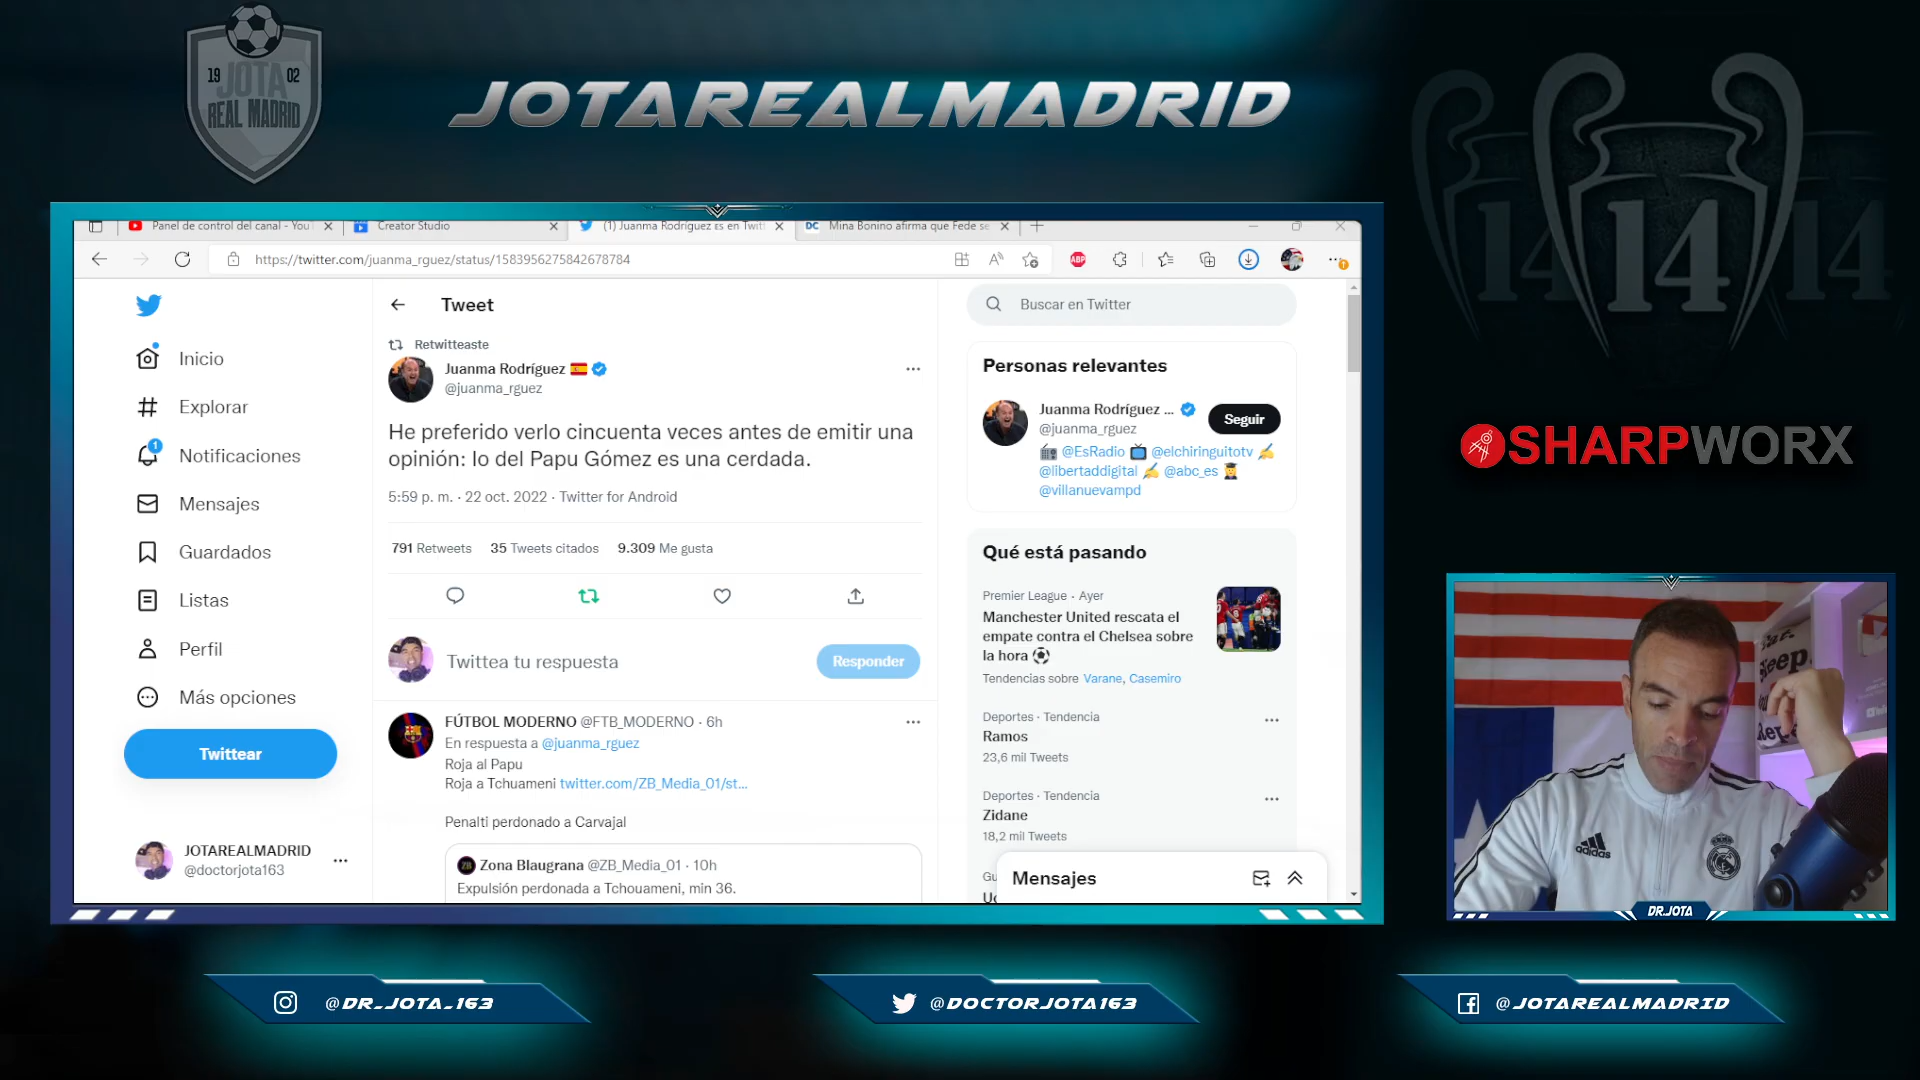 19 JOTA 02
REAL MADRID
JOTAREALMADRID
14
14
14
SHARPWORX
Panel de control del canal - You
Creator Studio
(1) Juanma Rodríguez es en Twitt
DC
Mina Bonino afirma que Fede se
https://twitter.com/juanma_rguez/status/1583956275842678784
ABP
Inicio
Explorar
1
Notificaciones
Mensajes
Guardados
Listas
Perfil
Más opciones
Twittear
JOTAREALMADRID
@doctorjota163
Tweet
Retwitteaste
Juanma Rodríguez
@juanma_rguez
He preferido verlo cincuenta veces antes de emitir una
opinión: lo del Papu Gómez es una cerdada.
5:59 p. m. · 22 oct. 2022 · Twitter for Android
791 Retweets 35 Tweets citados 9.309 Me gusta
Twittea tu respuesta
Responder
FÚTBOL MODERNO @FTB_MODERNO · 6h
En respuesta a @juanma_rguez
Roja al Papu
Roja a Tchuameni twitter.com/ZB_Media_01/st...
Penalti perdonado a Carvajal
Zona Blaugrana @ZB_Media_01 · 10h
Expulsión perdonada a Tchouameni, min 36.
Buscar en Twitter
Personas relevantes
Juanma Rodríguez ...
@juanma_rguez
Seguir
@EsRadio @elchiringuitotv
@libertaddigital @abc_es
@villanuevampd
Qué está pasando
Premier League · Ayer
Manchester United rescata el
empate contra el Chelsea sobre
la hora
Tendencias sobre Varane, Casemiro
Deportes · Tendencia
Ramos
23,6 mil Tweets
Deportes · Tendencia
Zidane
18,2 mil Tweets
Mensajes
Keep
adidas
DR.JOTA
@DR_JOTA_163
@DOCTORJOTA163
@JOTAREALMADRID